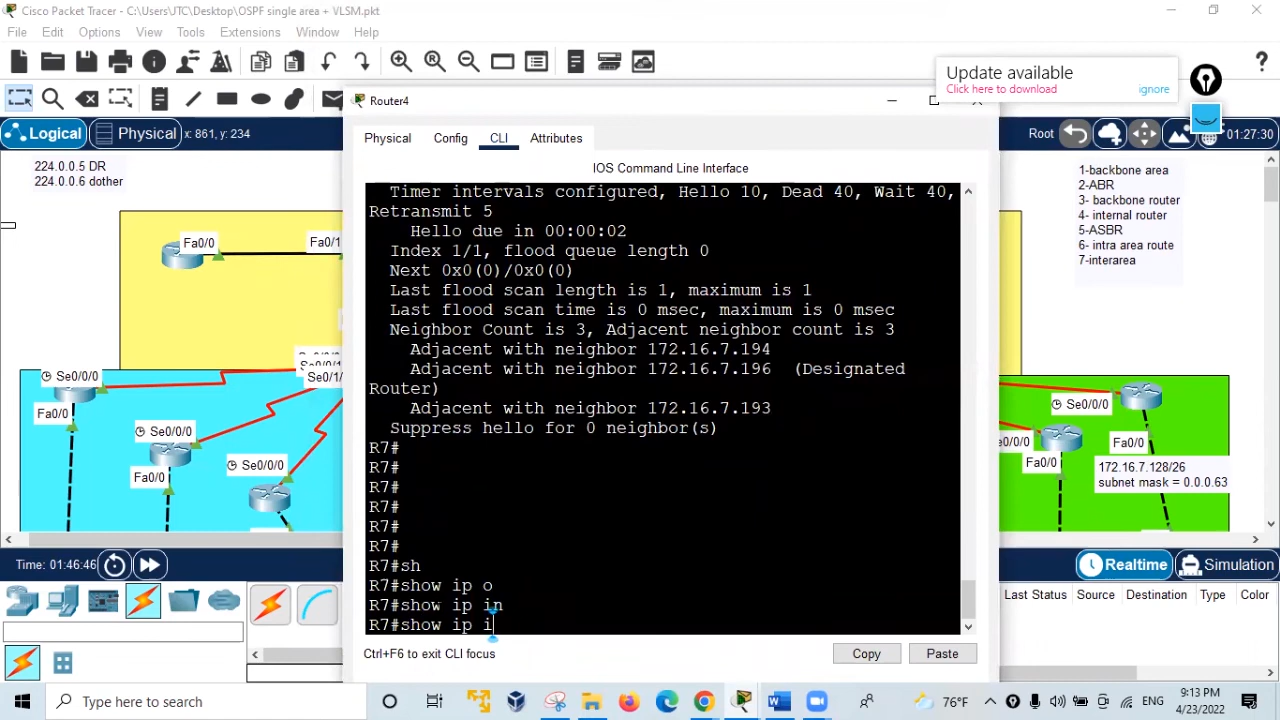 Cisco Packet Tracer - C:\Users\JTC\Desktop\OSPF single area + VLSM.pkt
File Edit Options View Tools Extensions Window Help
Update available
Click here to download
ignore
Router4
Logical
Physical
x: 861, y: 234
Root
01:27:30
Physical
Config
CLI
Attributes
IOS Command Line Interface
224.0.0.5 DR
224.0.0.6 dother
1-backbone area
2-ABR
3- backbone router
4- internal router
5-ASBR
6- intra area route
7-interarea
Fa0/0
Fa0/1
Se0/0/0
Fa0/0
Se0/0/0
Fa0/0
Se0/0/0
Se0/1/
Timer intervals configured, Hello 10, Dead 40, Wait 40,
Retransmit 5
Hello due in 00:00:02
Index 1/1, flood queue length 0
Next 0x0(0)/0x0(0)
Last flood scan length is 1, maximum is 1
Last flood scan time is 0 msec, maximum is 0 msec
Neighbor Count is 3, Adjacent neighbor count is 3
Adjacent with neighbor 172.16.7.194
Adjacent with neighbor 172.16.7.196 (Designated
Router)
Adjacent with neighbor 172.16.7.193
Suppress hello for 0 neighbor(s)
R7#
R7#
R7#
R7#
R7#
R7#
R7#sh
R7#show ip o
R7#show ip in
R7#show ip i
Ctrl+F6 to exit CLI focus
Copy
Paste
Se0/0/0
e0/0/0
Fa0/0
Fa0/0
172.16.7.128/26
subnet mask = 0.0.0.63
Time: 01:46:46
Realtime
Simulation
Last Status
Source
Destination
Type
Color
Type here to search
76°F
ENG
9:13 PM
4/23/2022